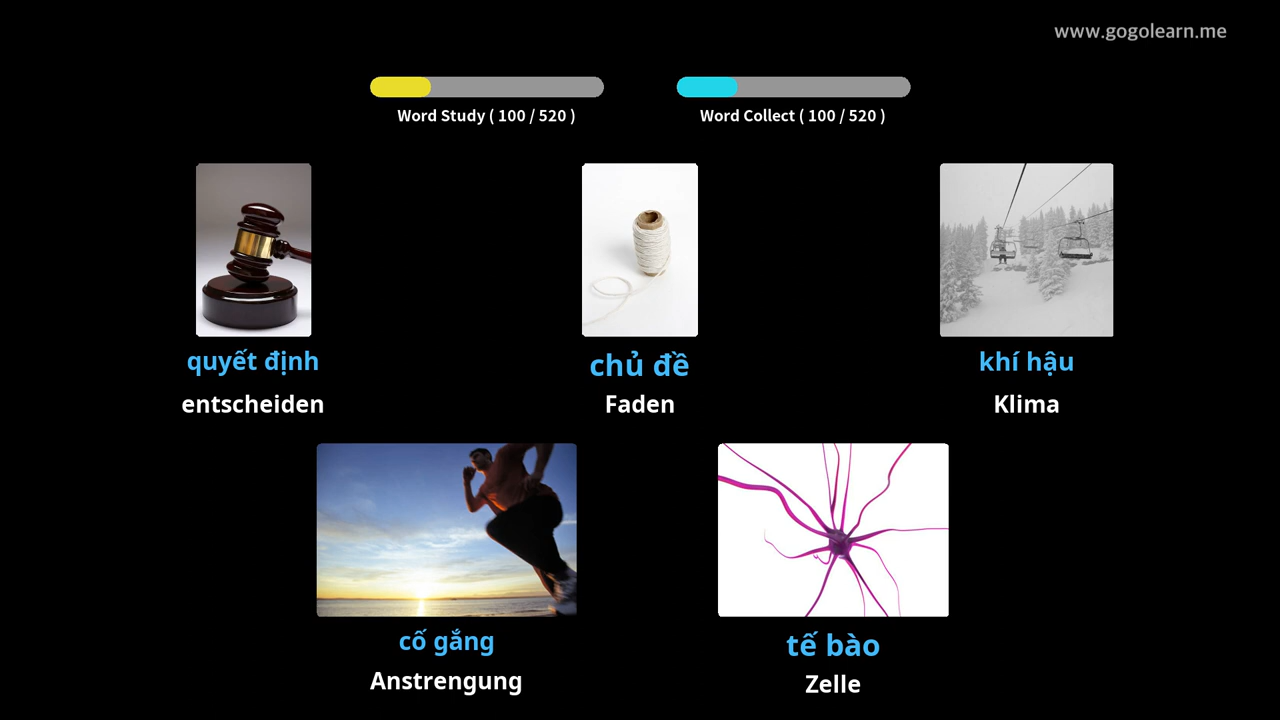 www.gogolearn.me
Word Study ( 100 / 520 )
Word Collect ( 100 / 520 )
quyết định
chủ đề
khí hậu
entscheiden
Faden
Klima
cố gắng
tế bào
Anstrengung
Zelle